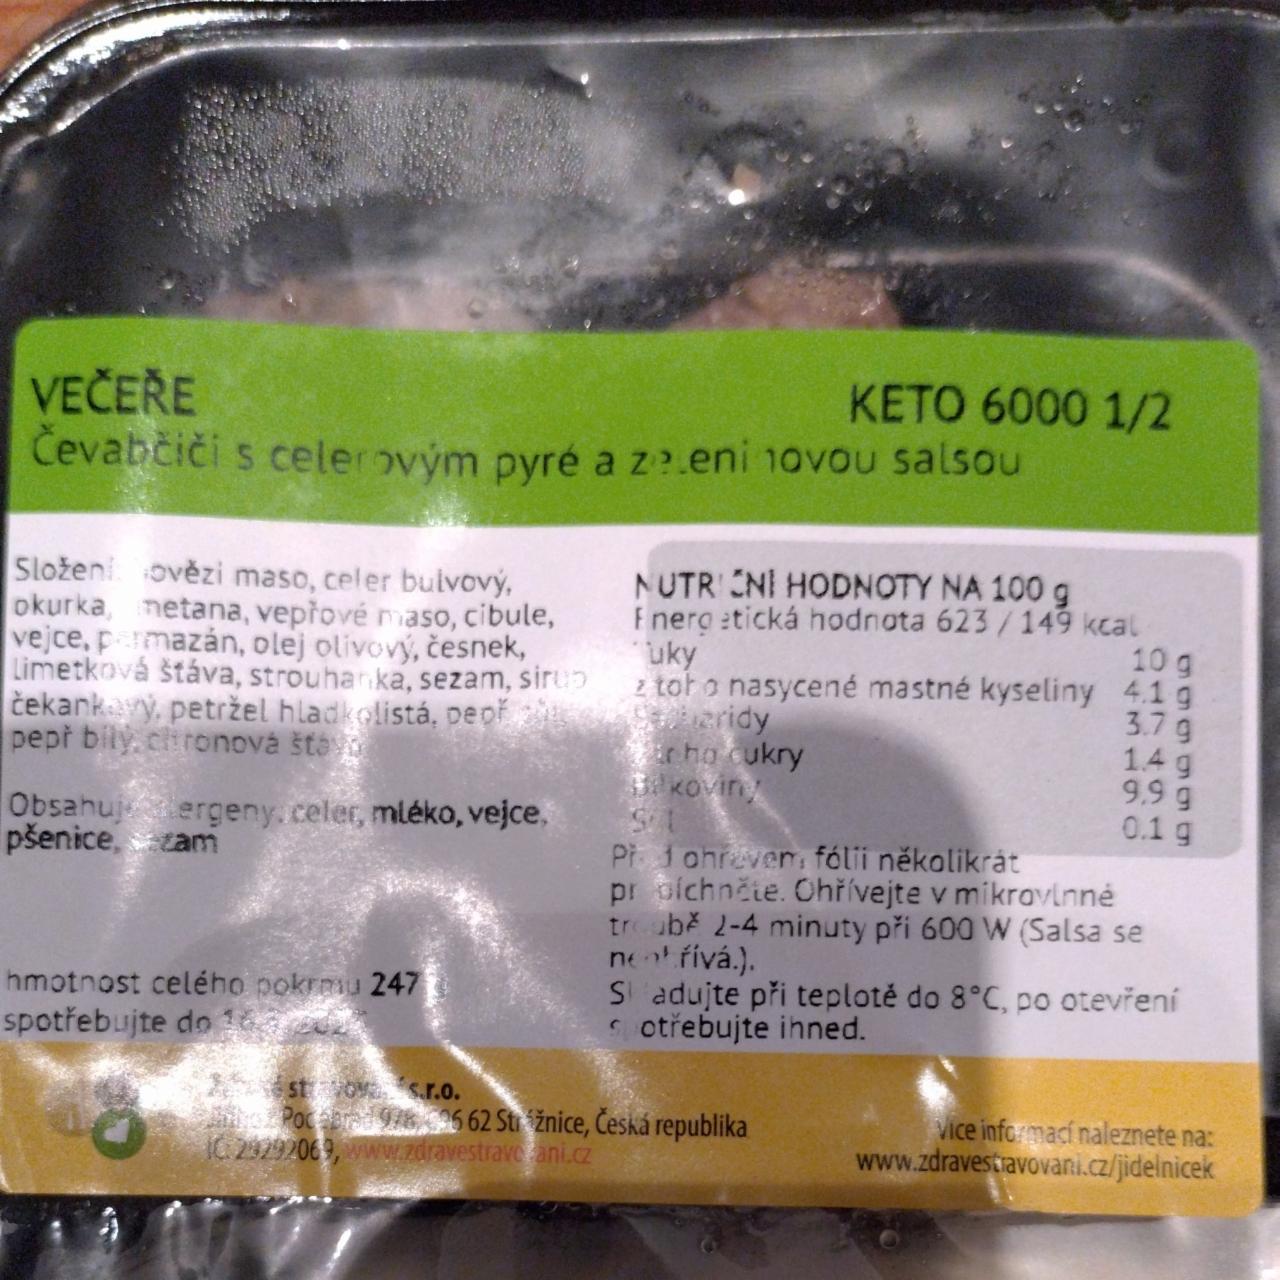 VEČEŘE
KETO 6000 1/2
Čevabčiči s celerovým pyré a zeleninovou salsou
Složení: hovězí maso, celer bulvový,
okurka, smetana, vepřové maso, cibule,
vejce, parmazán, olej olivový, česnek,
limetková šťáva, strouhanka, sezam, sirup
čekankový, petržel hladkolistá, pepř
pepř bílý, citronová šťáva
Obsahuje alergeny: celer, mléko, vejce,
pšenice, sezam
hmotnost celého pokrmu 247
spotřebujte do
NUTRIČNÍ HODNOTY NA 100 g
Energetická hodnota 623 / 149 kcal
Tuky 10 g
z toho nasycené mastné kyseliny 4.1 g
Sacharidy 3.7 g
z toho cukry 1.4 g
Bílkoviny 9.9 g
Sůl 0.1 g
Před ohřevem fólii několikrát
propíchněte. Ohřívejte v mikrovlnné
troubě 2-4 minuty při 600 W (Salsa se
neohřívá.).
Skladujte při teplotě do 8°C, po otevření
spotřebujte ihned.
Zdravé stravování s.r.o.
Jiřího z Poděbrad 978, 696 62 Strážnice, Česká republika
IČ: 29292069, www.zdravestravovani.cz
Více informací naleznete na:
www.zdravestravovani.cz/jidelnicek